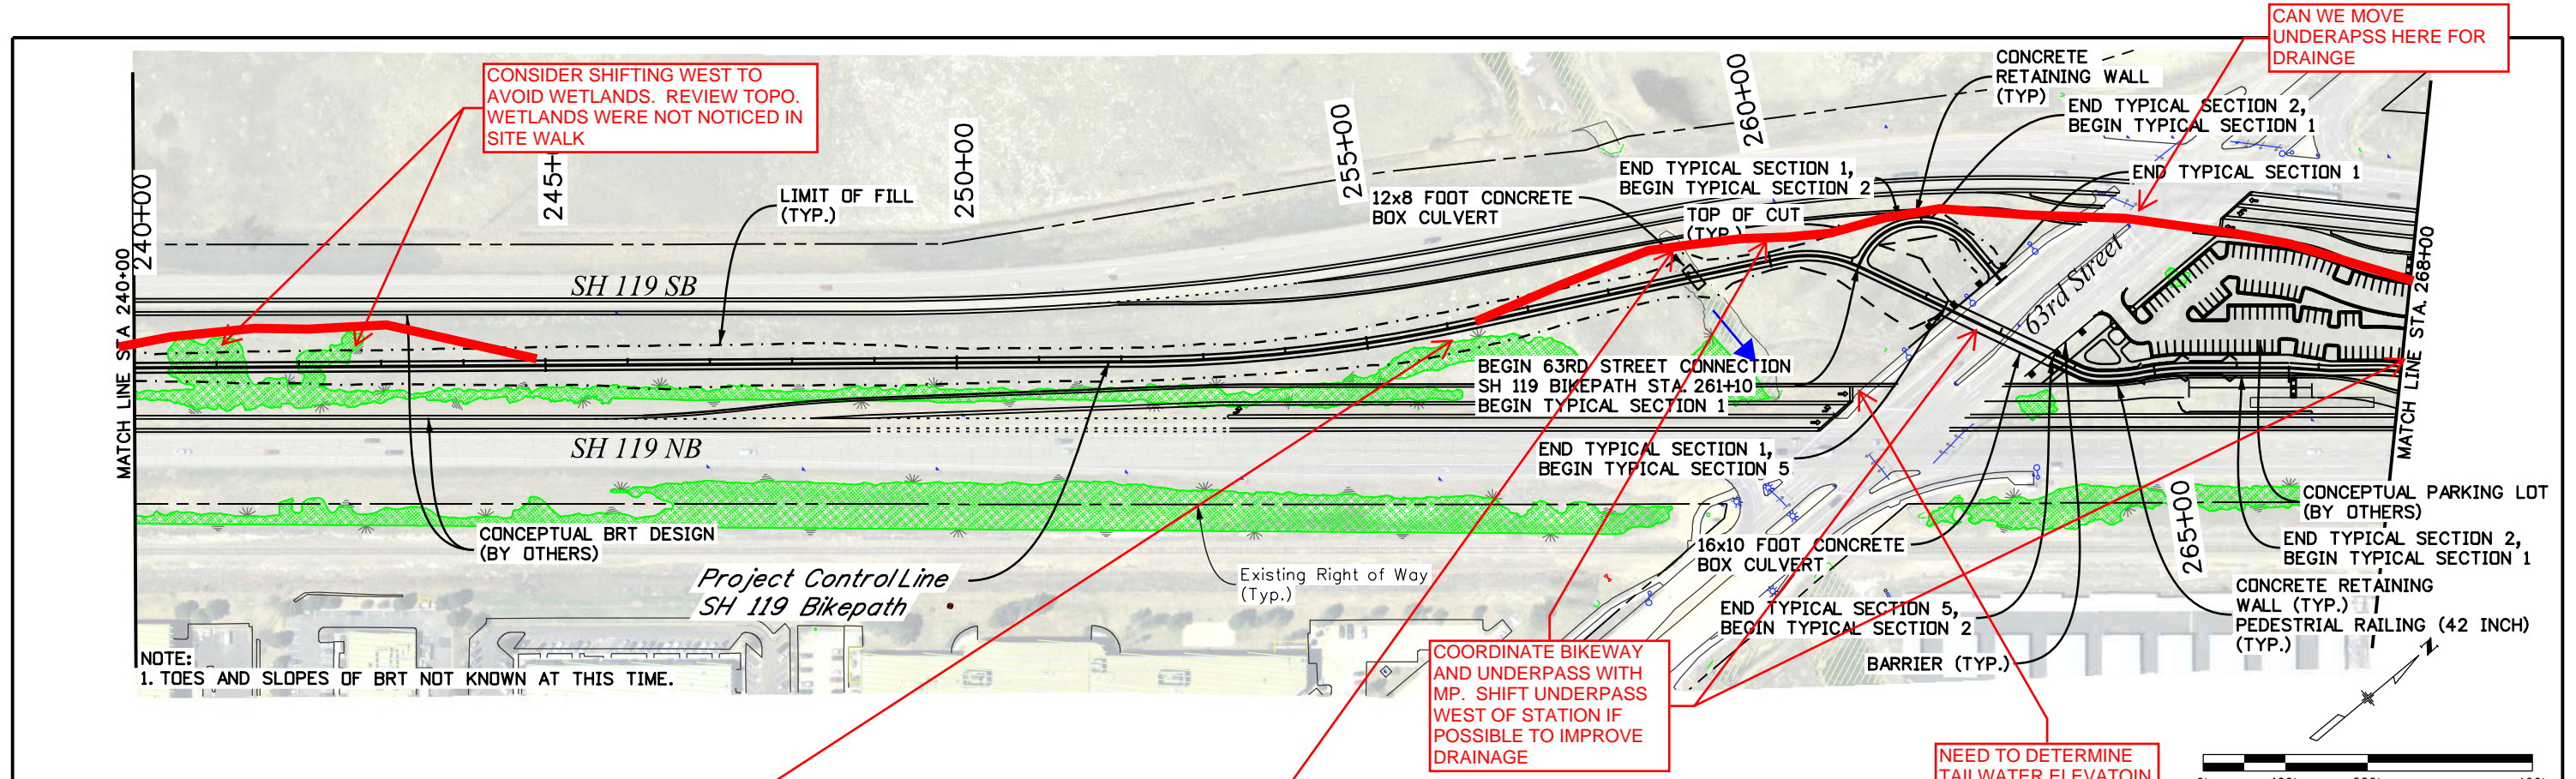 CAN WE MOVE
UNDERAPSS HERE FOR
DRAINGE
CONSIDER SHIFTING WEST TO
AVOID WETLANDS. REVIEW TOPO.
WETLANDS WERE NOT NOTICED IN
SITE WALK
CONCRETE
RETAINING WALL
(TYP)
END TYPICAL SECTION 2,
BEGIN TYPICAL SECTION 1
END TYPICAL SECTION 1
END TYPICAL SECTION 1,
BEGIN TYPICAL SECTION 2
12x8 FOOT CONCRETE
BOX CULVERT
TOP OF CUT
(TYP.)
LIMIT OF FILL
(TYP.)
240+00
245+
250+00
255+00
260+00
265+00
MATCH LINE STA 240+00
MATCH LINE STA. 268+00
SH 119 SB
SH 119 NB
63rd Street
BEGIN 63RD STREET CONNECTION
SH 119 BIKEPATH STA. 261+10
BEGIN TYPICAL SECTION 1
END TYPICAL SECTION 1,
BEGIN TYPICAL SECTION 5
CONCEPTUAL BRT DESIGN
(BY OTHERS)
Project Control Line
SH 119 Bikepath
Existing Right of Way
(Typ.)
16x10 FOOT CONCRETE
BOX CULVERT
END TYPICAL SECTION 5,
BEGIN TYPICAL SECTION 2
BARRIER (TYP.)
CONCEPTUAL PARKING LOT
(BY OTHERS)
END TYPICAL SECTION 2,
BEGIN TYPICAL SECTION 1
CONCRETE RETAINING
WALL (TYP.)
PEDESTRIAL RAILING (42 INCH)
(TYP.)
NOTE:
1. TOES AND SLOPES OF BRT NOT KNOWN AT THIS TIME.
COORDINATE BIKEWAY
AND UNDERPASS WITH
MP. SHIFT UNDERPASS
WEST OF STATION IF
POSSIBLE TO IMPROVE
DRAINAGE
NEED TO DETERMINE
TAILWATER ELEVATOIN
N